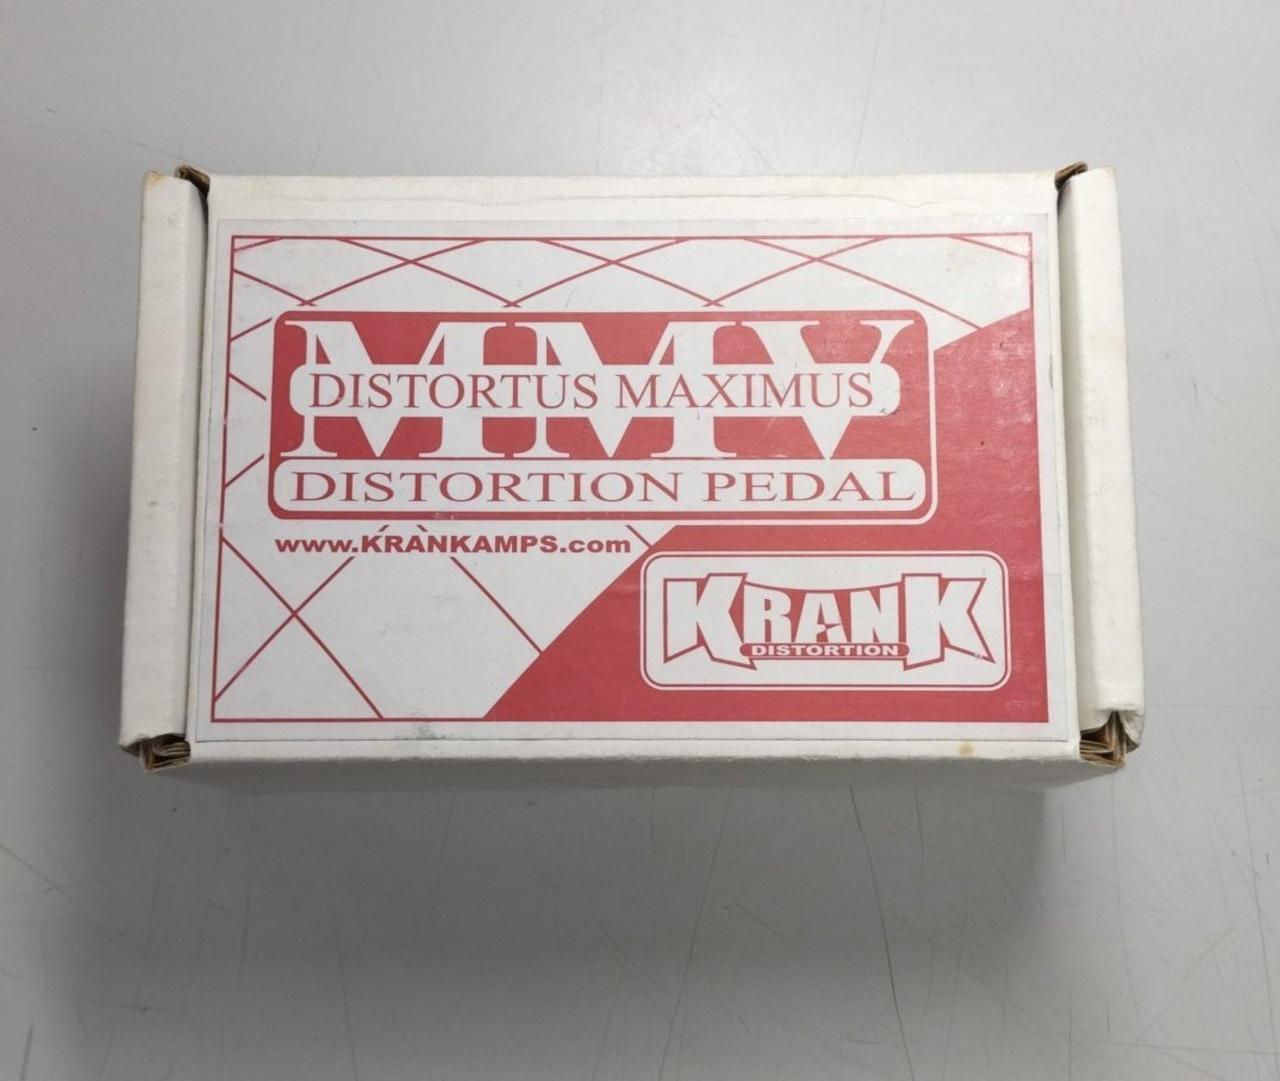 MMV
DISTORTUS MAXIMUS
DISTORTION PEDAL
www.KRANKAMPS.com
KRANK
DISTORTION